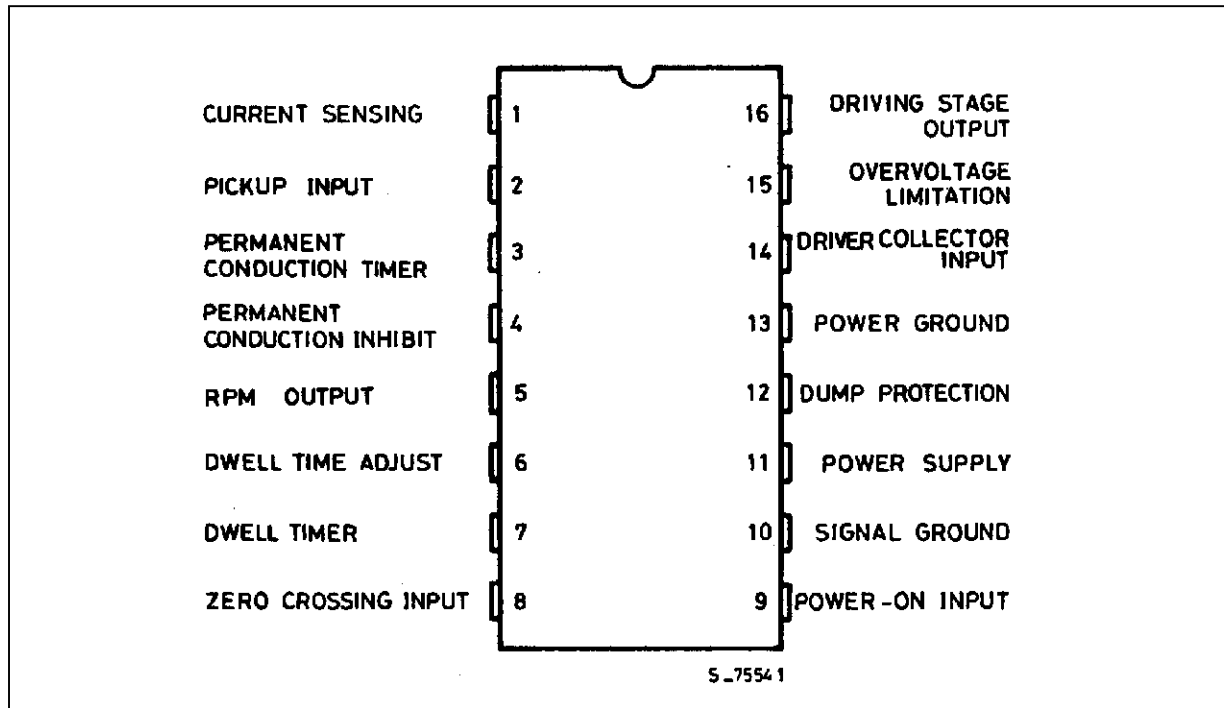 CURRENT SENSING 1
PICKUP INPUT 2
PERMANENT
CONDUCTION TIMER 3
PERMANENT
CONDUCTION INHIBIT 4
RPM OUTPUT 5
DWELL TIME ADJUST 6
DWELL TIMER 7
ZERO CROSSING INPUT 8
16 DRIVING STAGE
OUTPUT
15 OVERVOLTAGE
LIMITATION
14 DRIVER COLLECTOR
INPUT
13 POWER GROUND
12 DUMP PROTECTION
11 POWER SUPPLY
10 SIGNAL GROUND
9 POWER-ON INPUT
S_75541